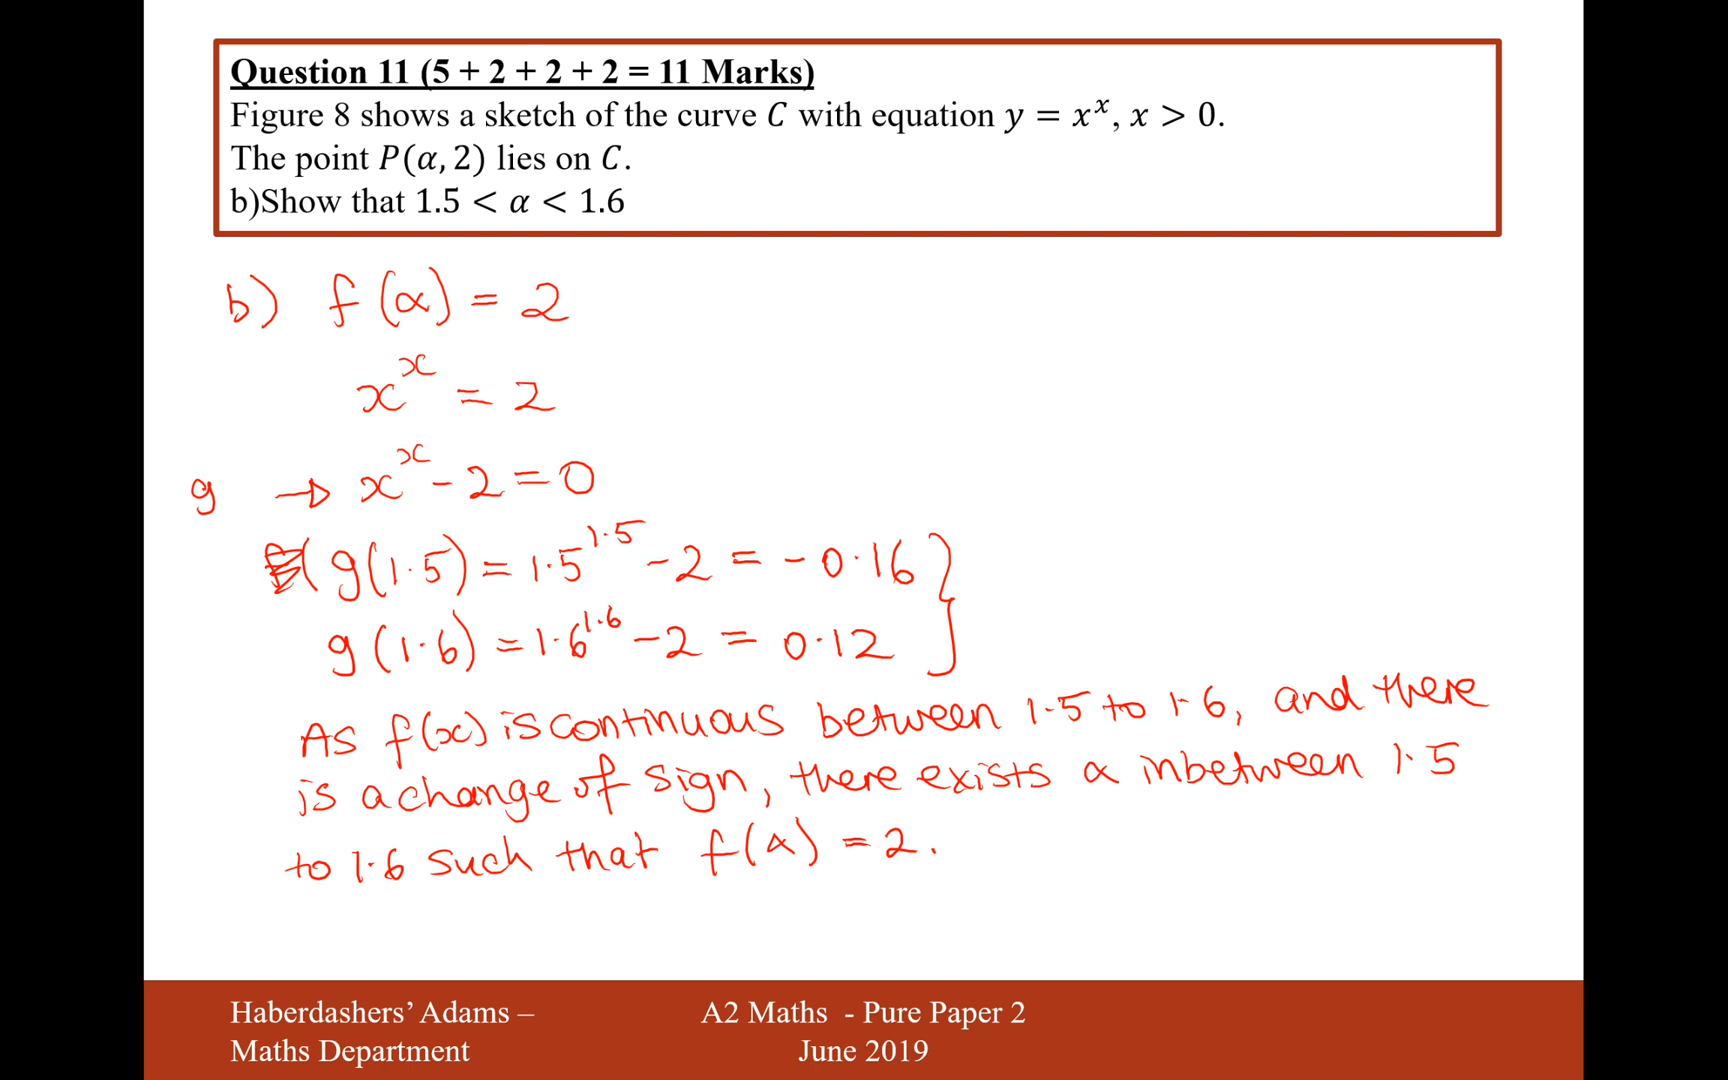 Question 11 (5 + 2 + 2 + 2 = 11 Marks)
Figure 8 shows a sketch of the curve C with equation y = xˣ, x > 0.
The point P(α, 2) lies on C.
b)Show that 1.5 < α < 1.6
b) f(α) = 2
xˣ = 2
g → xˣ - 2 = 0
g(1.5) = 1.5^1.5 - 2 = -0.16 }
g(1.6) = 1.6^1.6 - 2 = 0.12
As f(x) is continuous between 1.5 to 1.6, and there
is a change of sign, there exists α inbetween 1.5
to 1.6 such that f(α) = 2.
Haberdashers' Adams –
Maths Department
A2 Maths - Pure Paper 2
June 2019